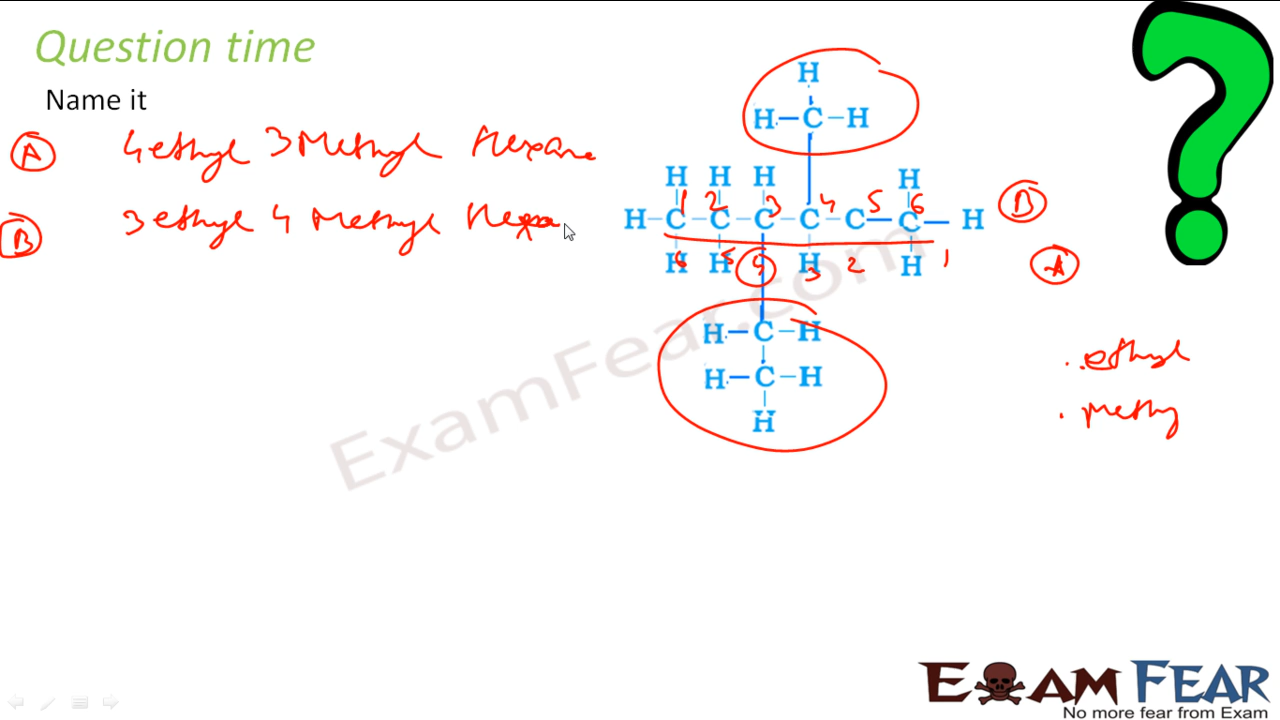 Question time
Name it
A 4 ethyl 3 Methyl Hexane
B 3 ethyl 4 Methyl Hexa
H
H-C-H
H H H H
1 2 3 4 5 6
H-C-C-C-C-C-C-H B
H H H H
6 5 4 3 2 1 A
H-C-H
H-C-H
H
. ethyl
. Methy
ExamFear.com
EXAM FEAR
No more fear from Exam